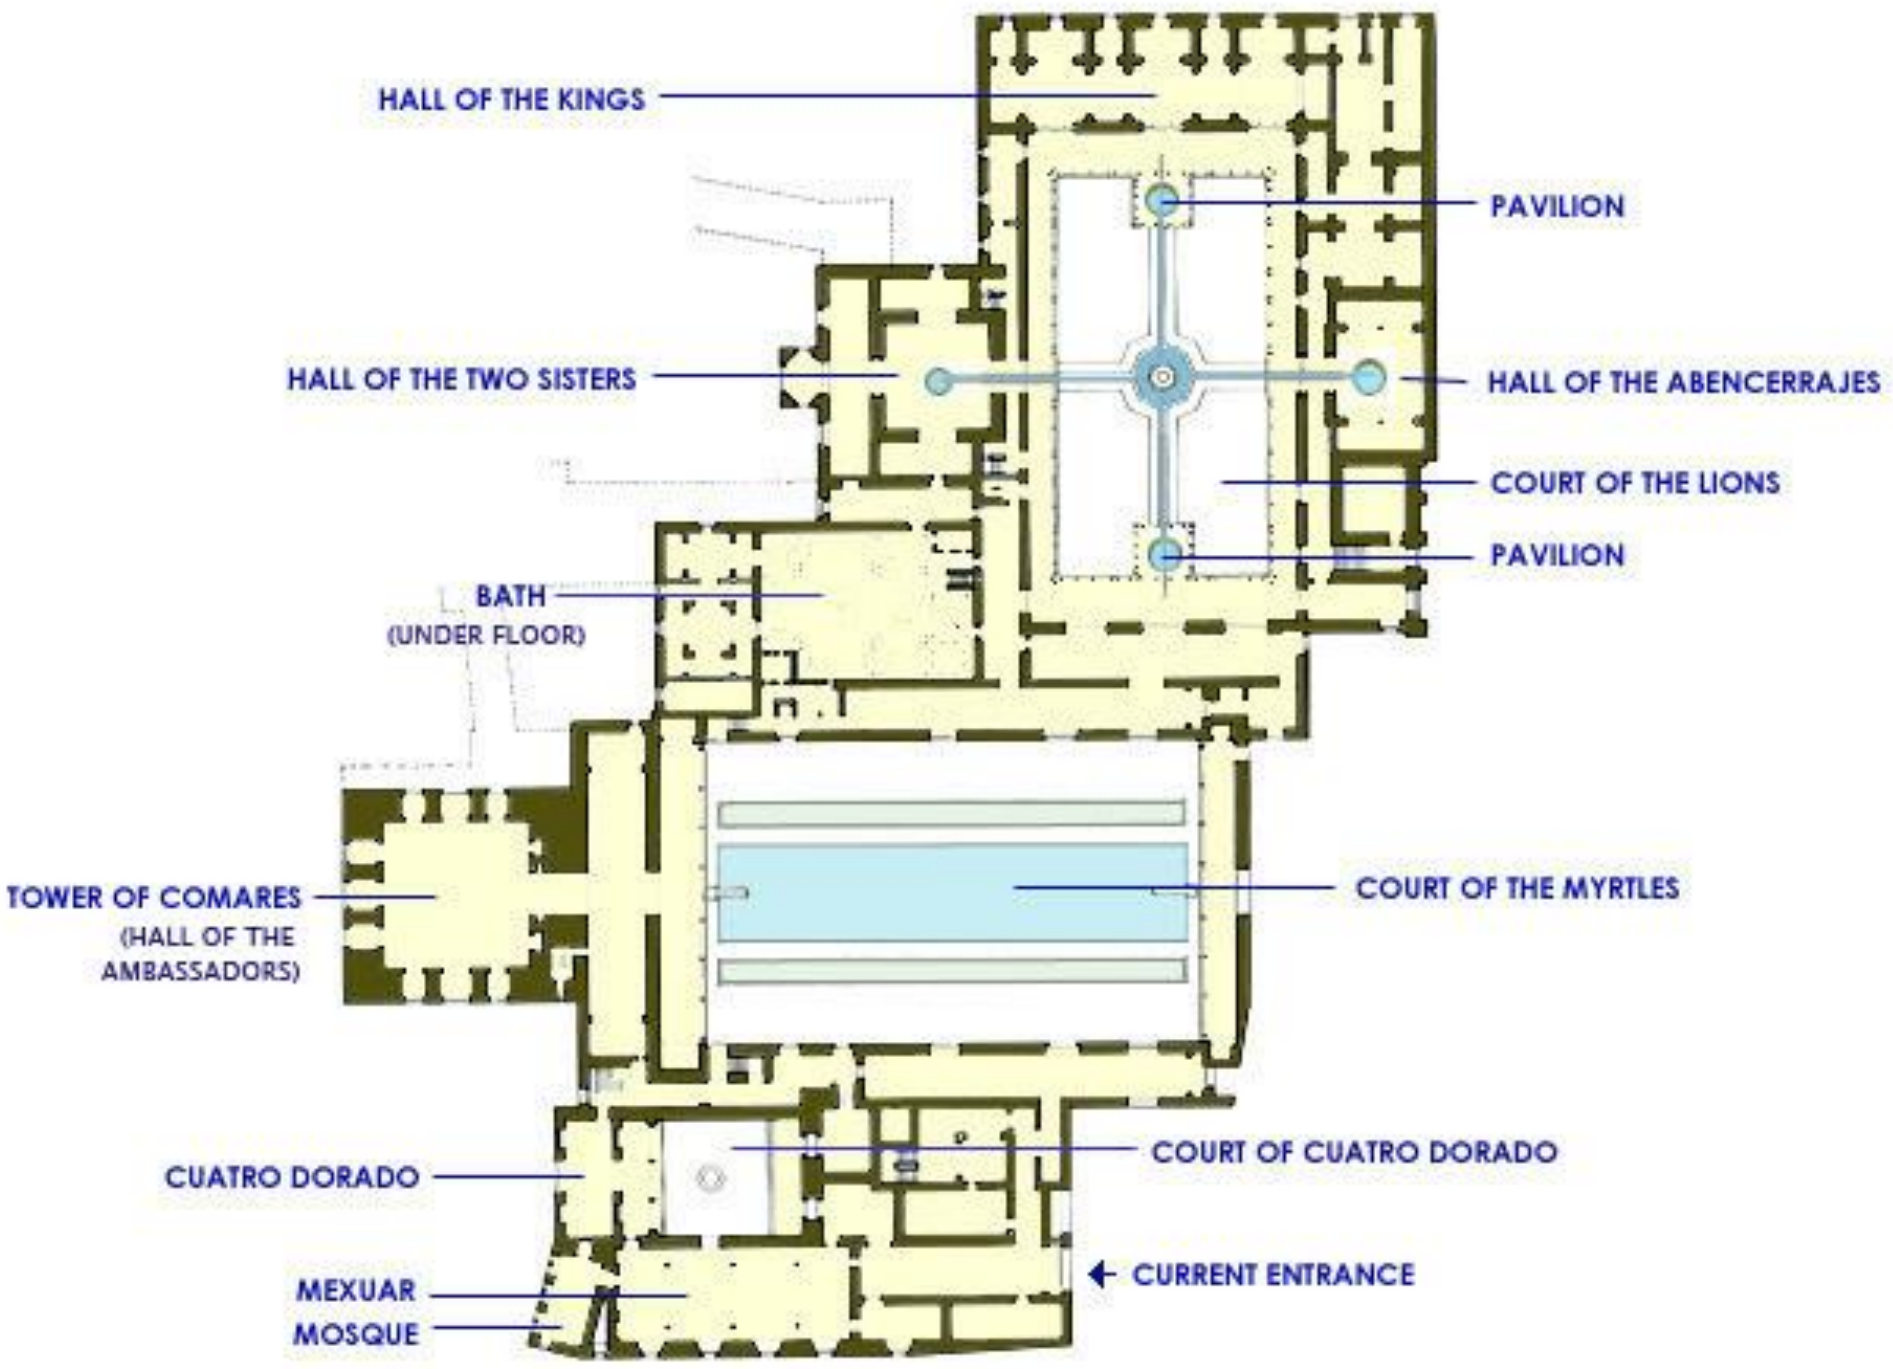 HALL OF THE KINGS
PAVILION
HALL OF THE TWO SISTERS
HALL OF THE ABENCERRAJES
COURT OF THE LIONS
PAVILION
BATH
(UNDER FLOOR)
TOWER OF COMARES
(HALL OF THE
AMBASSADORS)
COURT OF THE MYRTLES
COURT OF CUATRO DORADO
CUATRO DORADO
CURRENT ENTRANCE
MEXUAR
MOSQUE